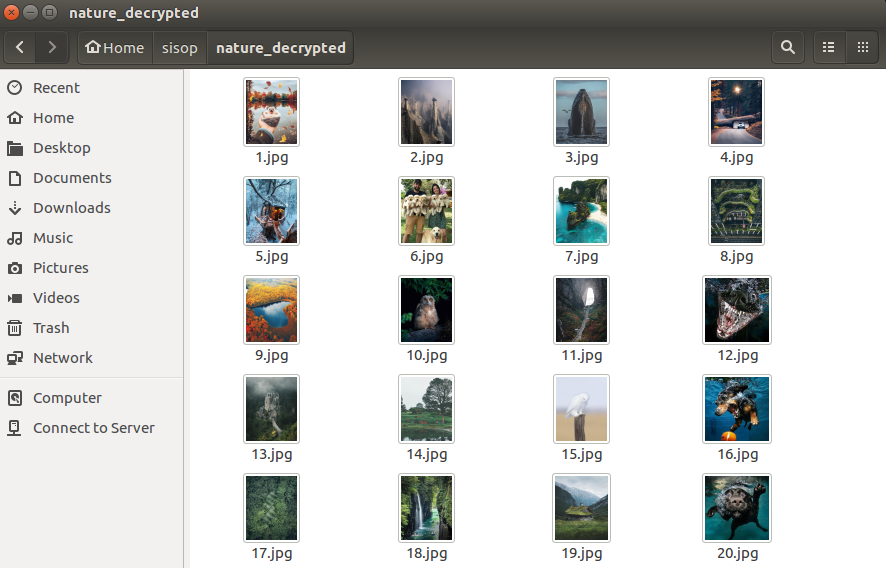 nature_decrypted
Home sisop nature_decrypted
Recent
Home
Desktop
Documents
Downloads
Music
Pictures
Videos
Trash
Network
Computer
Connect to Server
1.jpg 2.jpg 3.jpg 4.jpg
5.jpg 6.jpg 7.jpg 8.jpg
9.jpg 10.jpg 11.jpg 12.jpg
13.jpg 14.jpg 15.jpg 16.jpg
17.jpg 18.jpg 19.jpg 20.jpg